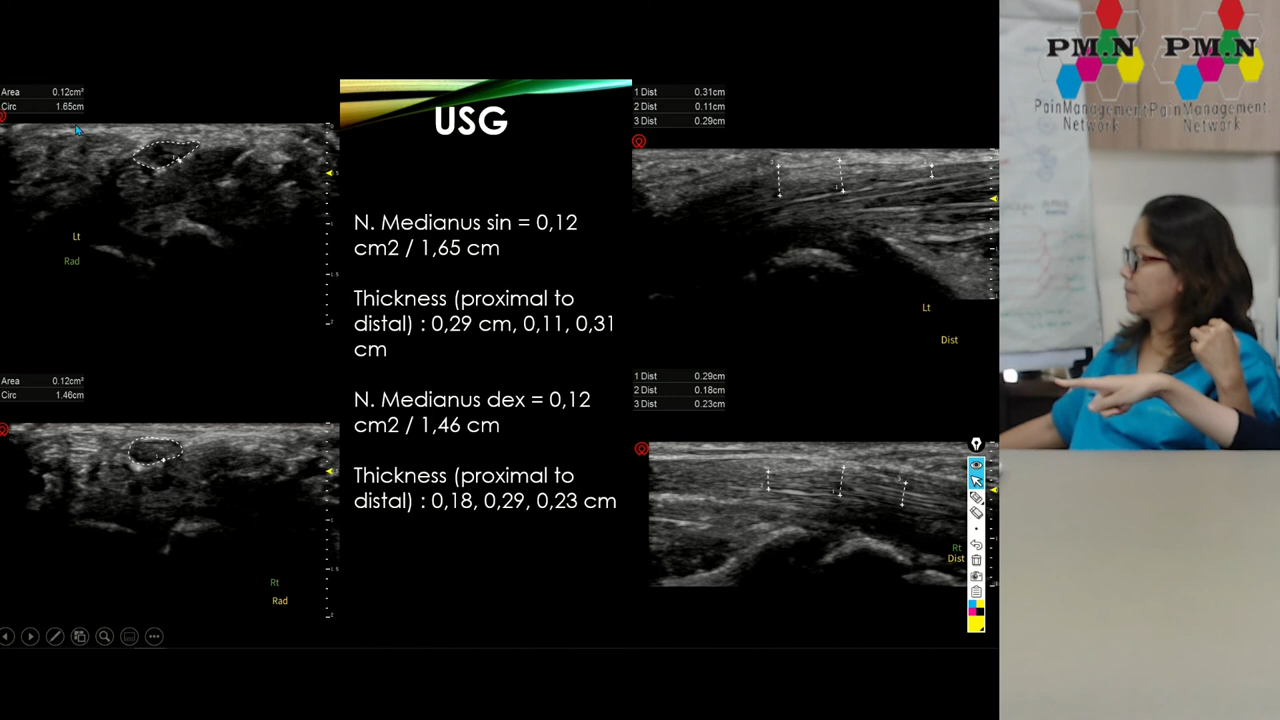 Area 0.12cm²
Circ 1.65cm
Lt
Rad
Area 0.12cm²
Circ 1.46cm
Rt
Rad
USG
N. Medianus sin = 0,12
cm2 / 1,65 cm
Thickness (proximal to
distal) : 0,29 cm, 0,11, 0,31
cm
N. Medianus dex = 0,12
cm2 / 1,46 cm
Thickness (proximal to
distal) : 0,18, 0,29, 0,23 cm
1 Dist 0.31cm
2 Dist 0.11cm
3 Dist 0.29cm
Lt
Dist
1 Dist 0.29cm
2 Dist 0.18cm
3 Dist 0.23cm
Rt
Dist
PM.N PM.N
PainManagement PainManagement
Network Network